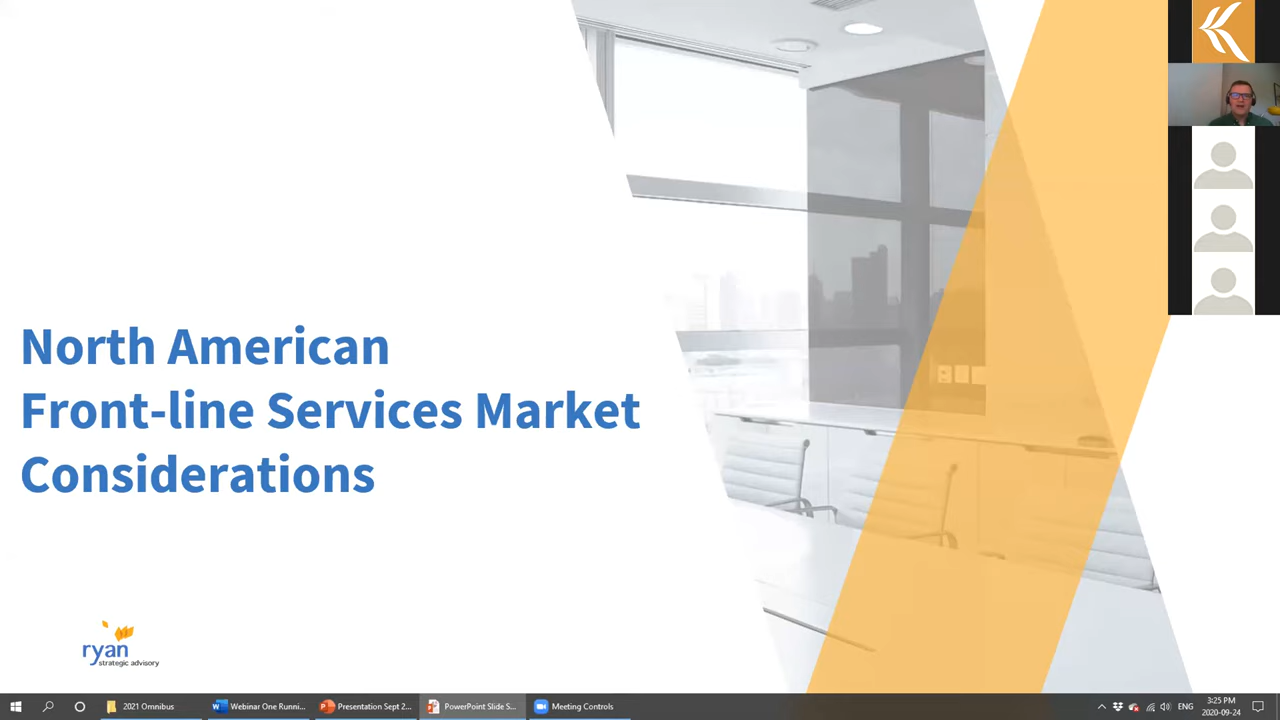 North American
Front-line Services Market
Considerations
ryan
strategic advisory
2021 Omnibus
Webinar One Runni...
Presentation Sept 2...
PowerPoint Slide S...
Meeting Controls
ENG
3:25 PM
2020-09-24